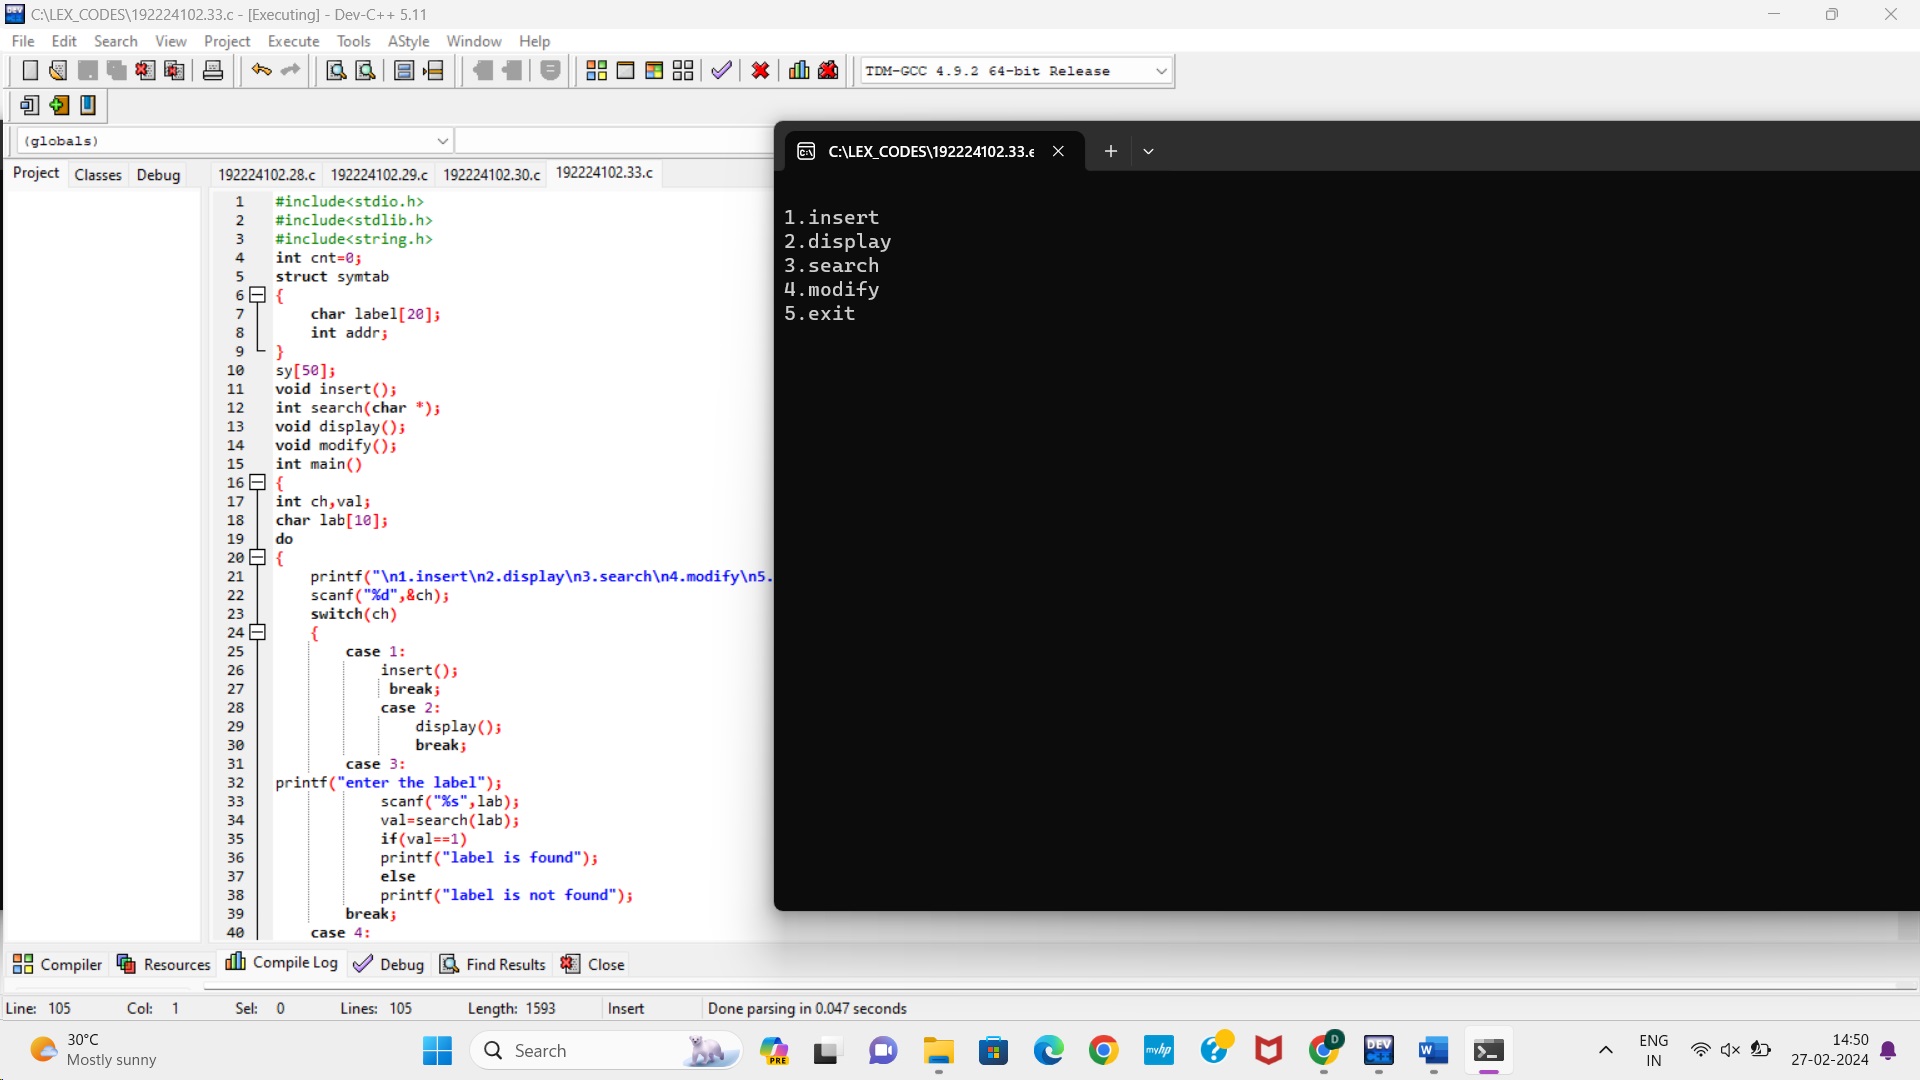 C:\LEX_CODES\192224102.33.c - [Executing] - Dev-C++ 5.11
File Edit Search View Project Execute Tools AStyle Window Help
TDM-GCC 4.9.2 64-bit Release
(globals)
Project Classes Debug
192224102.28.c 192224102.29.c 192224102.30.c 192224102.33.c
1 #include<stdio.h>
2 #include<stdlib.h>
3 #include<string.h>
4 int cnt=0;
5 struct symtab
6 {
7 char label[20];
8 int addr;
9 }
10 sy[50];
11 void insert();
12 int search(char *);
13 void display();
14 void modify();
15 int main()
16 {
17 int ch,val;
18 char lab[10];
19 do
20 {
21 printf("\n1.insert\n2.display\n3.search\n4.modify\n5.
22 scanf("%d",&ch);
23 switch(ch)
24 {
25 case 1:
26 insert();
27 break;
28 case 2:
29 display();
30 break;
31 case 3:
32 printf("enter the label");
33 scanf("%s",lab);
34 val=search(lab);
35 if(val==1)
36 printf("label is found");
37 else
38 printf("label is not found");
39 break;
40 case 4:
C:\LEX_CODES\192224102.33.e
1.insert
2.display
3.search
4.modify
5.exit
Compiler Resources Compile Log Debug Find Results Close
Line: 105 Col: 1 Sel: 0 Lines: 105 Length: 1593 Insert Done parsing in 0.047 seconds
30°C
Mostly sunny
Search
PRE
myhp
D
DEV
W
ENG
IN
14:50
27-02-2024